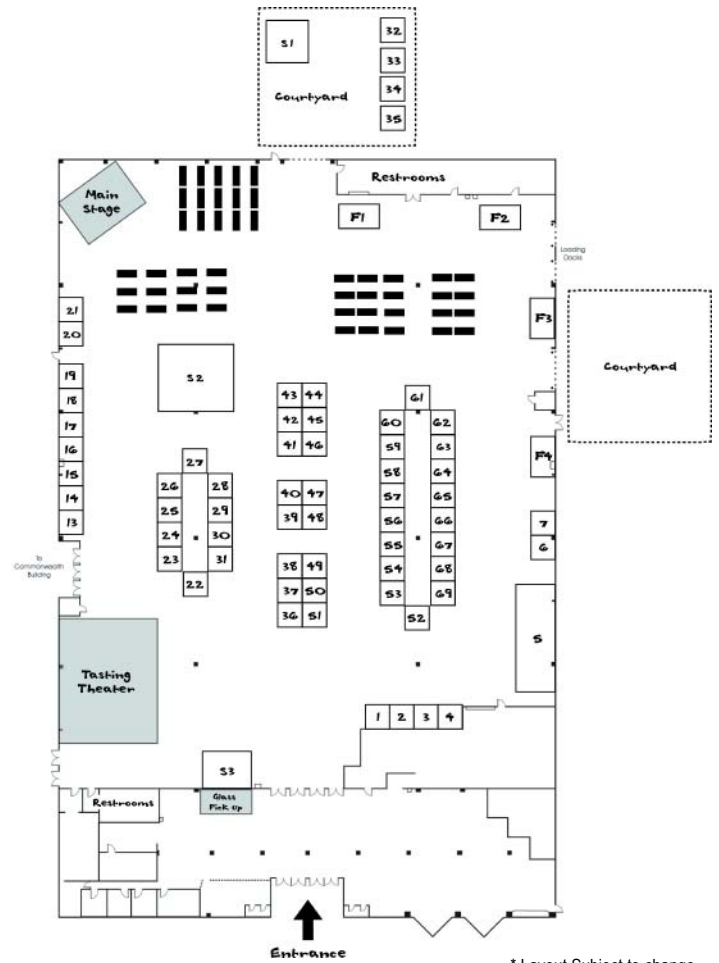 S1
32
33
34
35
Courtyard
Main
Stage
Restrooms
F1
F2
Loading
Docks
21
20
F3
Courtyard
S2
19
18
17
16
15
14
13
43 44
42 45
41 46
61
60 62
59 63
58 64
57 65
56 66
55 67
54 68
53 69
52
F4
27
26 28
25 29
24 30
23 31
22
40 47
39 48
7
6
38 49
37 50
36 51
To
Commonwealth
Building
5
Tasting
Theater
1 2 3 4
S3
Restrooms
Glass
Pick Up
Entrance
* Layout Subject to change